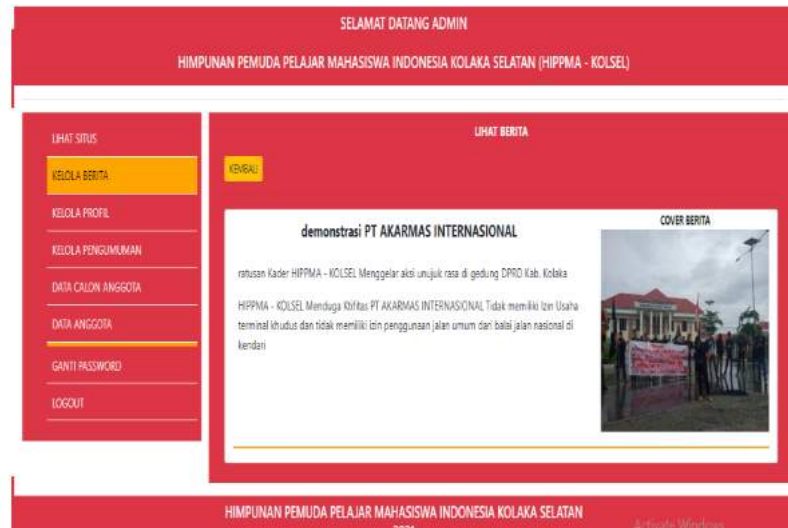 SELAMAT DATANG ADMIN
HIMPUNAN PEMUDA PELAJAR MAHASISWA INDONESIA KOLAKA SELATAN (HIPPMA - KOLSEL)
LIHAT SITUS
KELOLA BERITA
KELOLA PROFIL
KELOLA PENGUMUMAN
DATA CALON ANGGOTA
DATA ANGGOTA
GANTI PASSWORD
LOGOUT
LIHAT BERITA
KEMBALI
demonstrasi PT AKARMAS INTERNASIONAL
ratusan Kader HIPPMA - KOLSEL Menggelar aksi unujuk rasa di gedung DPRD Kab. Kolaka
HIPPMA - KOLSEL Menduga PT AKARMAS INTERNASIONAL Tidak memiliki Izin Usaha
terminal khudus dan tidak memiliki izin penggunaan jalan umum dari balai jalan nasional di
kendari
COVER BERITA
HIMPUNAN PEMUDA PELAJAR MAHASISWA INDONESIA KOLAKA SELATAN
2021
Activate Windows